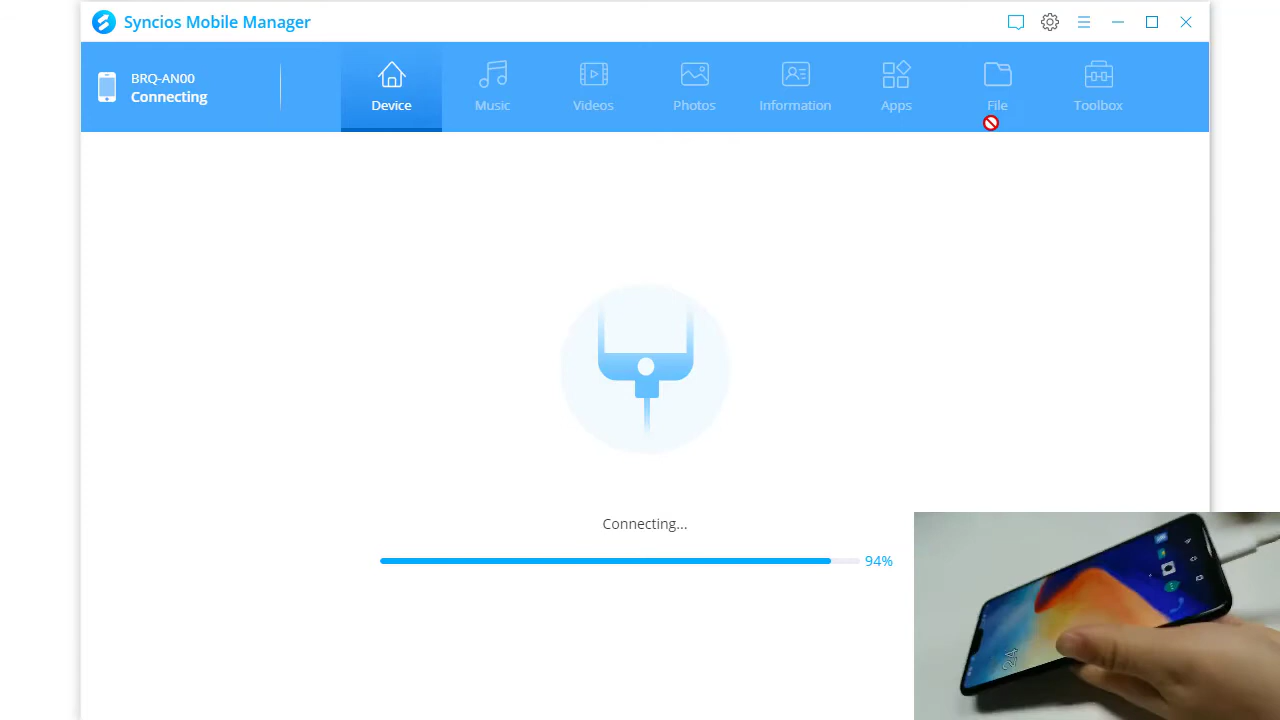 Syncios Mobile Manager
BRQ-AN00
Connecting
Device
Music
Videos
Photos
Information
Apps
File
Toolbox
Connecting...
94%